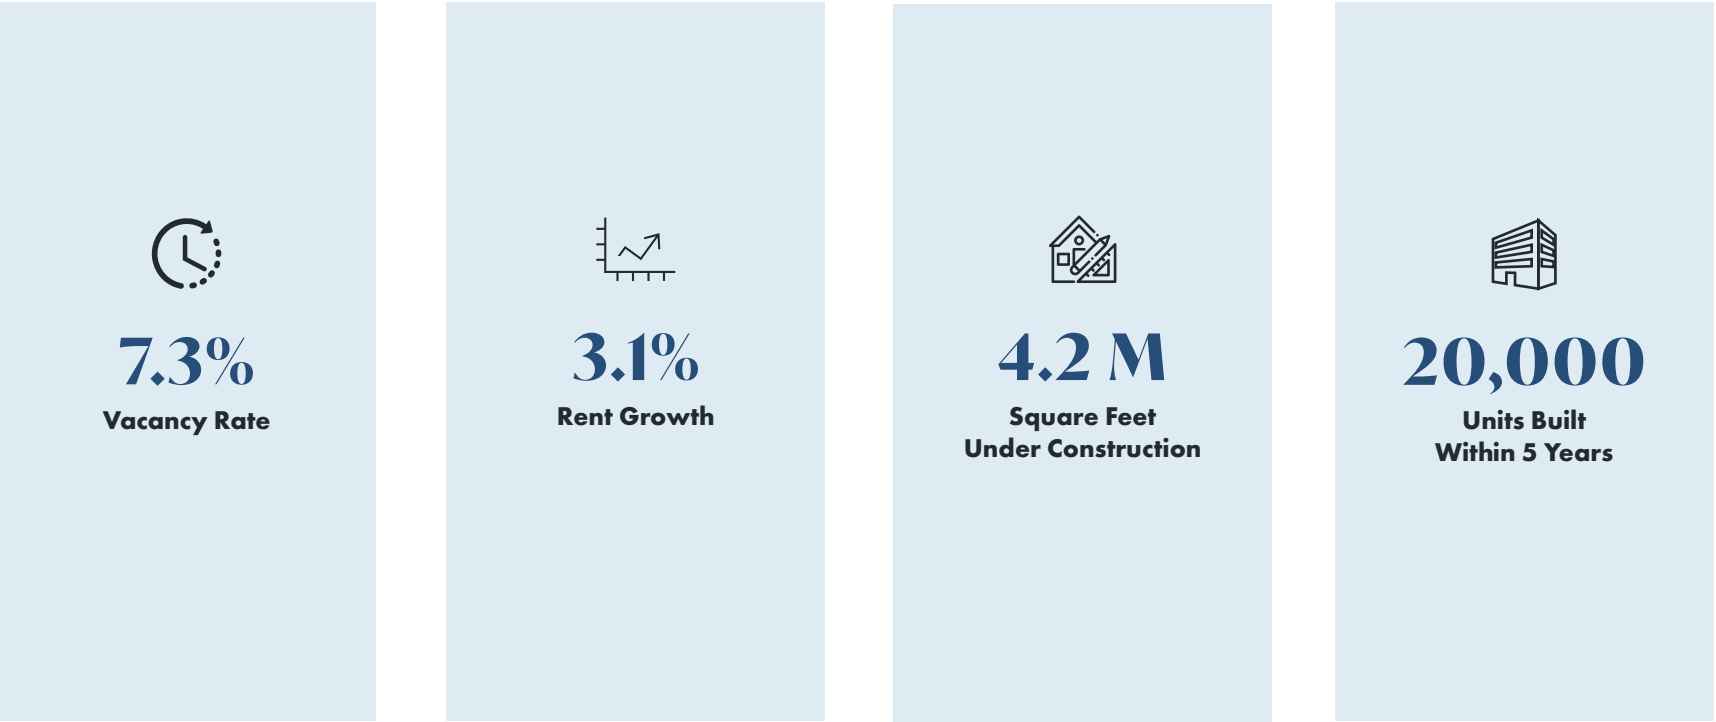 7.3%
Vacancy Rate
3.1%
Rent Growth
4.2 M
Square Feet
Under Construction
20,000
Units Built
Within 5 Years